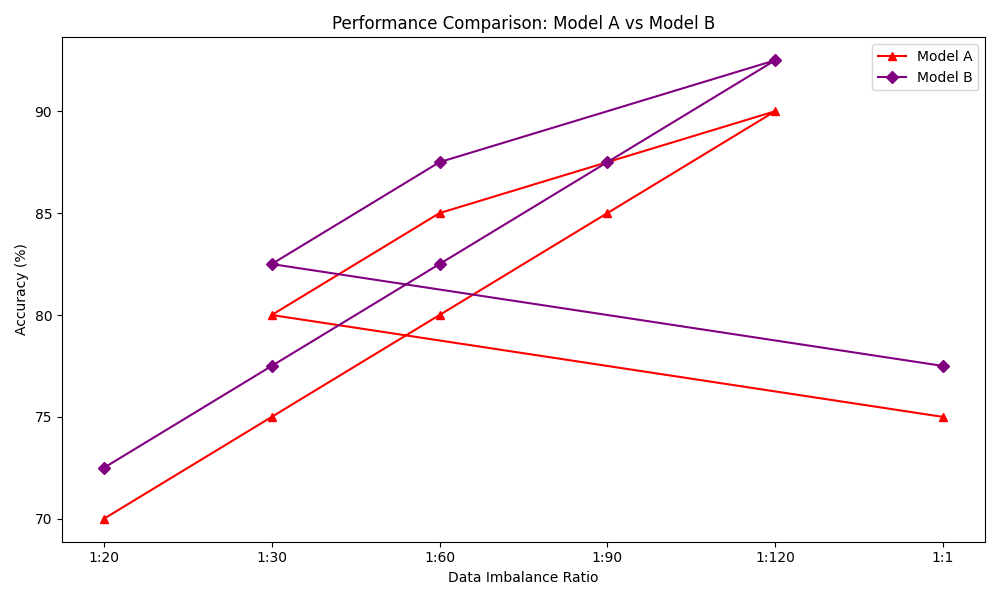 Performance Comparison: Model A vs Model B
Model A
Model B
Accuracy (%)
90
85
80
75
70
1:20
1:30
1:60
1:90
1:120
1:1
Data Imbalance Ratio